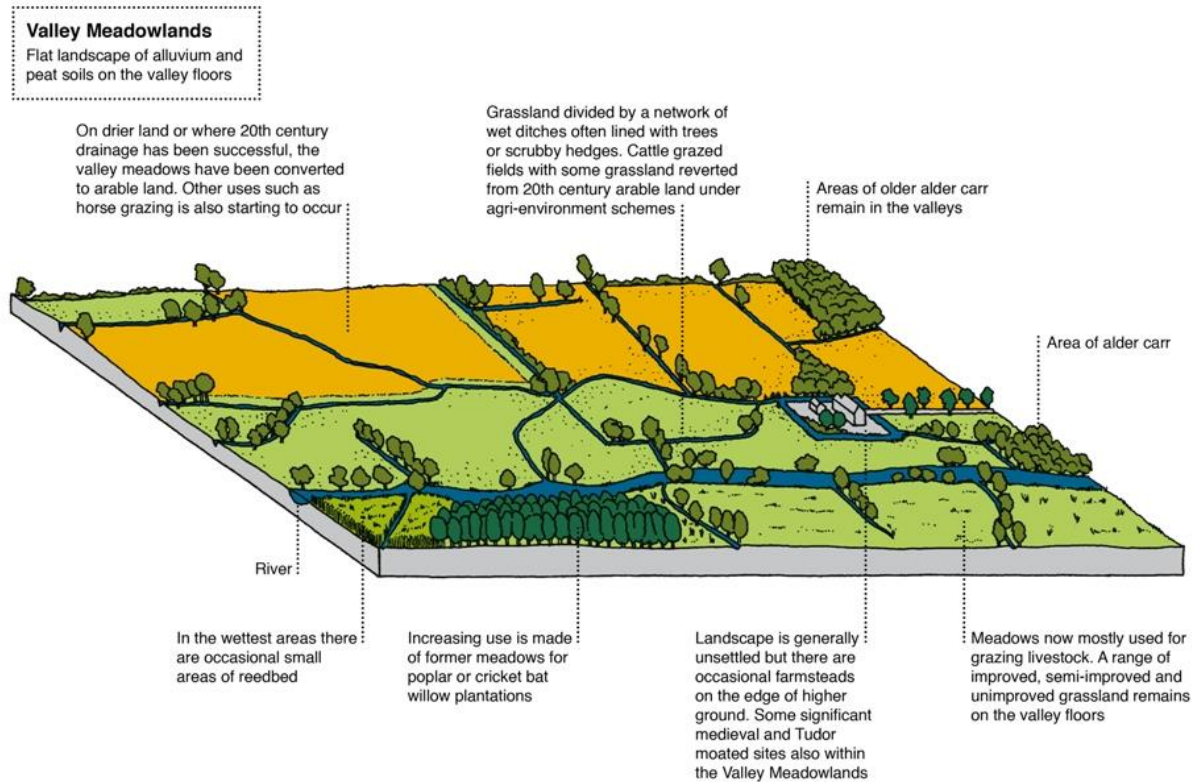 Valley Meadowlands
Flat landscape of alluvium and
peat soils on the valley floors
On drier land or where 20th century
drainage has been successful, the
valley meadows have been converted
to arable land. Other uses such as
horse grazing is also starting to occur
Grassland divided by a network of
wet ditches often lined with trees
or scrubby hedges. Cattle grazed
fields with some grassland reverted
from 20th century arable land under
agri-environment schemes
Areas of older alder carr
remain in the valleys
Area of alder carr
River
In the wettest areas there
are occasional small
areas of reedbed
Increasing use is made
of former meadows for
poplar or cricket bat
willow plantations
Landscape is generally
unsettled but there are
occasional farmsteads
on the edge of higher
ground. Some significant
medieval and Tudor
moated sites also within
the Valley Meadowlands
Meadows now mostly used for
grazing livestock. A range of
improved, semi-improved and
unimproved grassland remains
on the valley floors